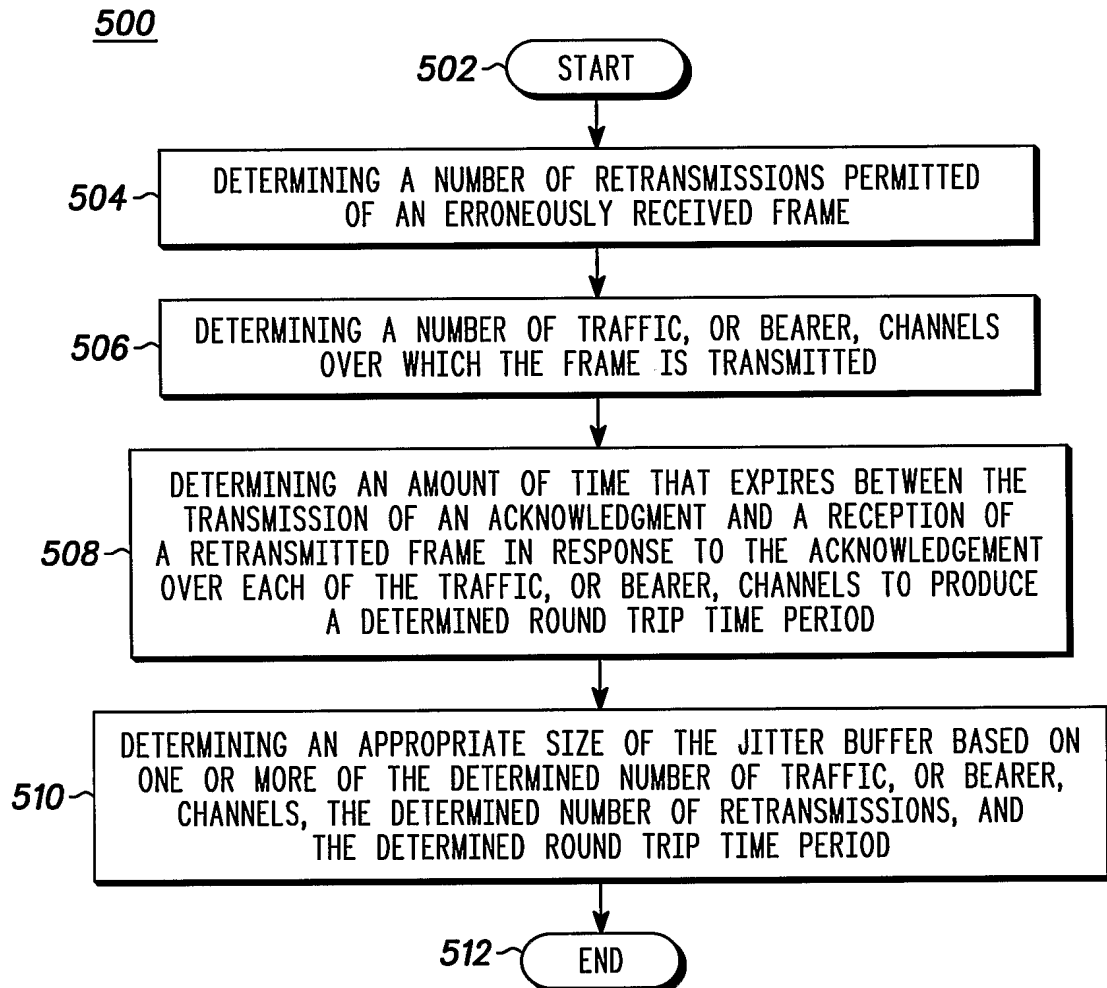 500
502
START
504
DETERMINING A NUMBER OF RETRANSMISSIONS PERMITTED
OF AN ERRONEOUSLY RECEIVED FRAME
506
DETERMINING A NUMBER OF TRAFFIC, OR BEARER, CHANNELS
OVER WHICH THE FRAME IS TRANSMITTED
508
DETERMINING AN AMOUNT OF TIME THAT EXPIRES BETWEEN THE
TRANSMISSION OF AN ACKNOWLEDGMENT AND A RECEPTION OF
A RETRANSMITTED FRAME IN RESPONSE TO THE ACKNOWLEDGEMENT
OVER EACH OF THE TRAFFIC, OR BEARER, CHANNELS TO PRODUCE
A DETERMINED ROUND TRIP TIME PERIOD
510
DETERMINING AN APPROPRIATE SIZE OF THE JITTER BUFFER BASED ON
ONE OR MORE OF THE DETERMINED NUMBER OF TRAFFIC, OR BEARER,
CHANNELS, THE DETERMINED NUMBER OF RETRANSMISSIONS, AND
THE DETERMINED ROUND TRIP TIME PERIOD
512
END